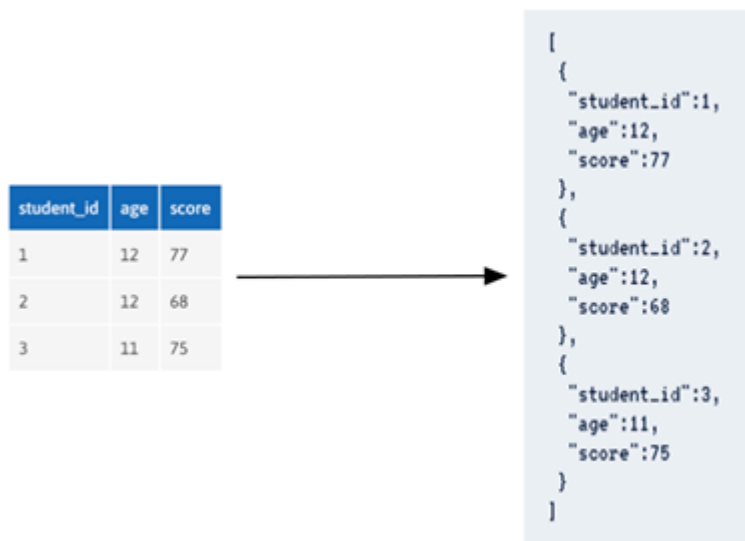 student_id age score
1 12 77
2 12 68
3 11 75
[
{
"student_id":1,
"age":12,
"score":77
},
{
"student_id":2,
"age":12,
"score":68
},
{
"student_id":3,
"age":11,
"score":75
}
]